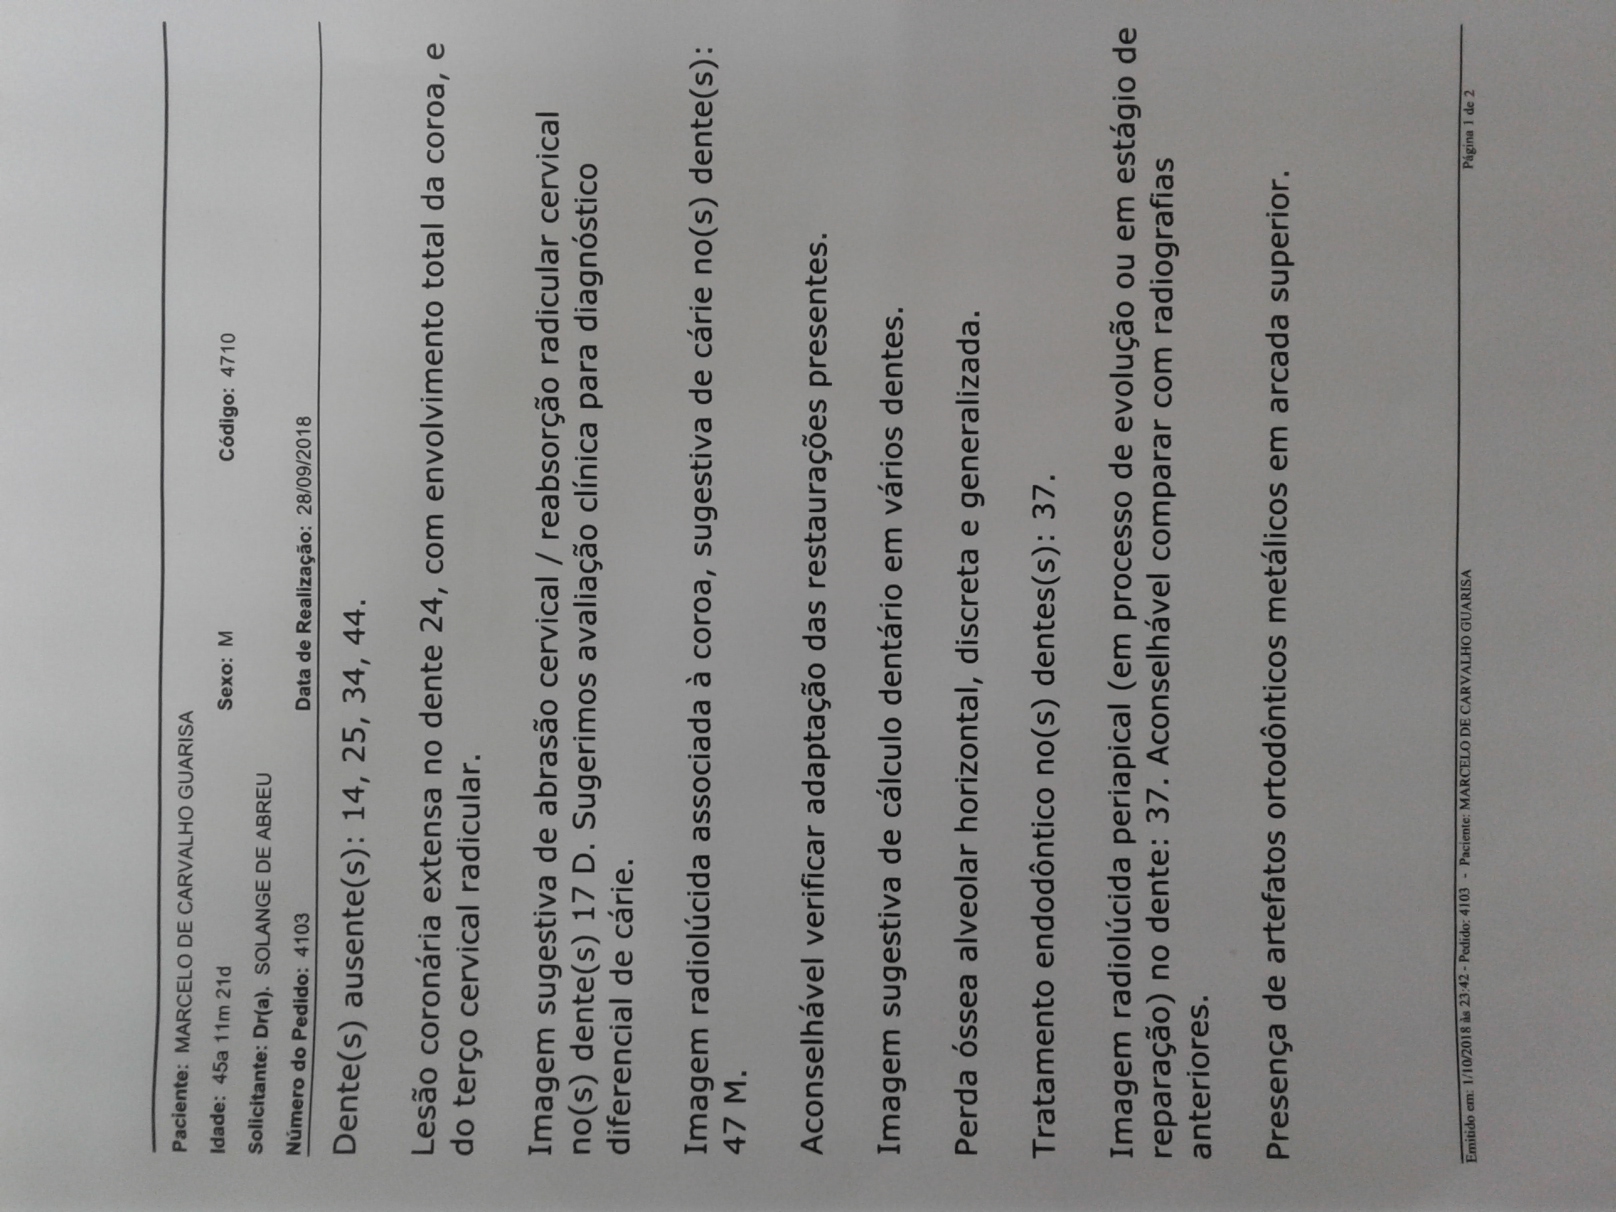 Paciente: MARCELO DE CARVALHO GUARISA
Idade: 45a 11m 21d Sexo: M Código: 4710
Solicitante: Dr(a). SOLANGE DE ABREU
Número do Pedido: 4103 Data de Realização: 28/09/2018
Dente(s) ausente(s): 14, 25, 34, 44.
Lesão coronária extensa no dente 24, com envolvimento total da coroa, e
do terço cervical radicular.
Imagem sugestiva de abrasão cervical / reabsorção radicular cervical
no(s) dente(s) 17 D. Sugerimos avaliação clínica para diagnóstico
diferencial de cárie.
Imagem radiolúcida associada à coroa, sugestiva de cárie no(s) dente(s):
47 M.
Aconselhável verificar adaptação das restaurações presentes.
Imagem sugestiva de cálculo dentário em vários dentes.
Perda óssea alveolar horizontal, discreta e generalizada.
Tratamento endodôntico no(s) dentes(s): 37.
Imagem radiolúcida periapical (em processo de evolução ou em estágio de
reparação) no dente: 37. Aconselhável comparar com radiografias
anteriores.
Presença de artefatos ortodônticos metálicos em arcada superior.
Emitido em: 1/10/2018 às 23:42 - Pedido: 4103 - Paciente: MARCELO DE CARVALHO GUARISA Página 1 de 2